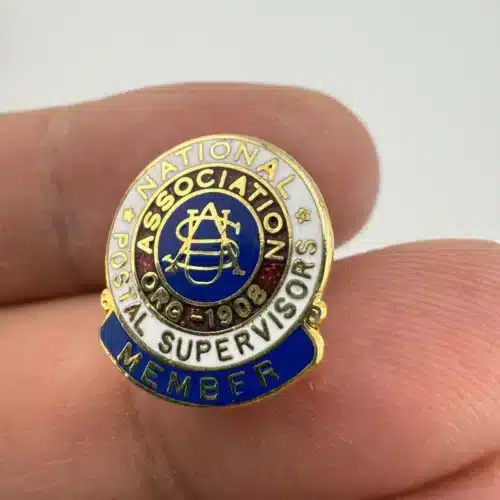 NATIONAL
POSTAL SUPERVISORS
ASSOCIATION
ORG.-1908
MEMBER